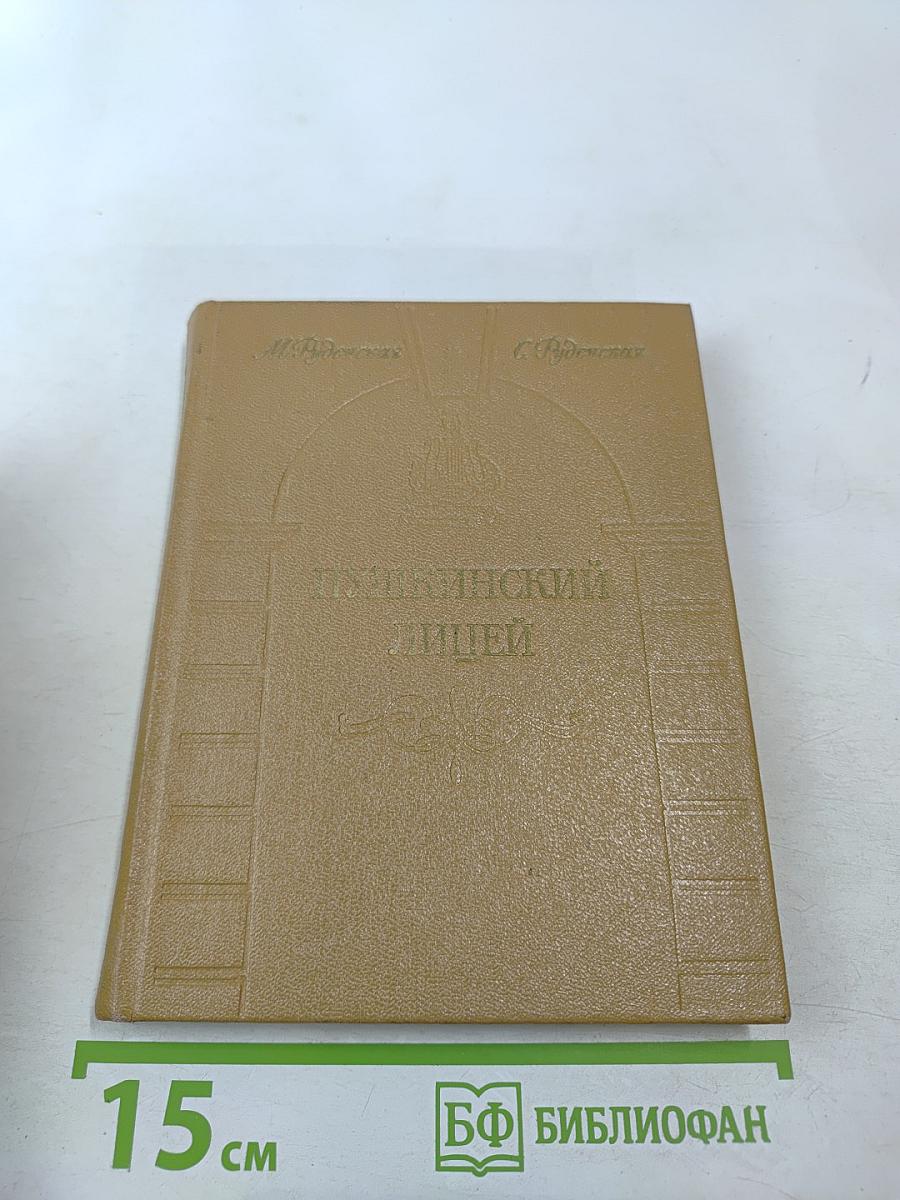 М. Руденская С. Руденская
ПУШКИНСКИЙ
ЛИЦЕЙ
15 см
БФ БИБЛИОФАН